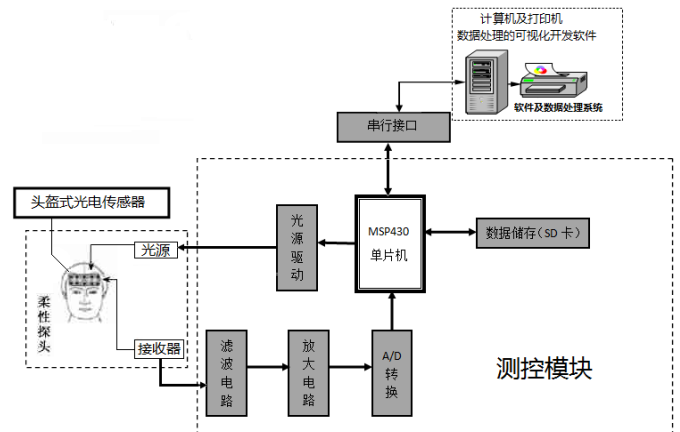 计算机及打印机
数据处理的可视化开发软件
软件及数据处理系统
串行接口
头盔式光电传感器
光源
柔性探头
接收器
光源驱动
MSP430
单片机
数据储存（SD 卡）
滤波电路
放大电路
A/D
转换
测控模块